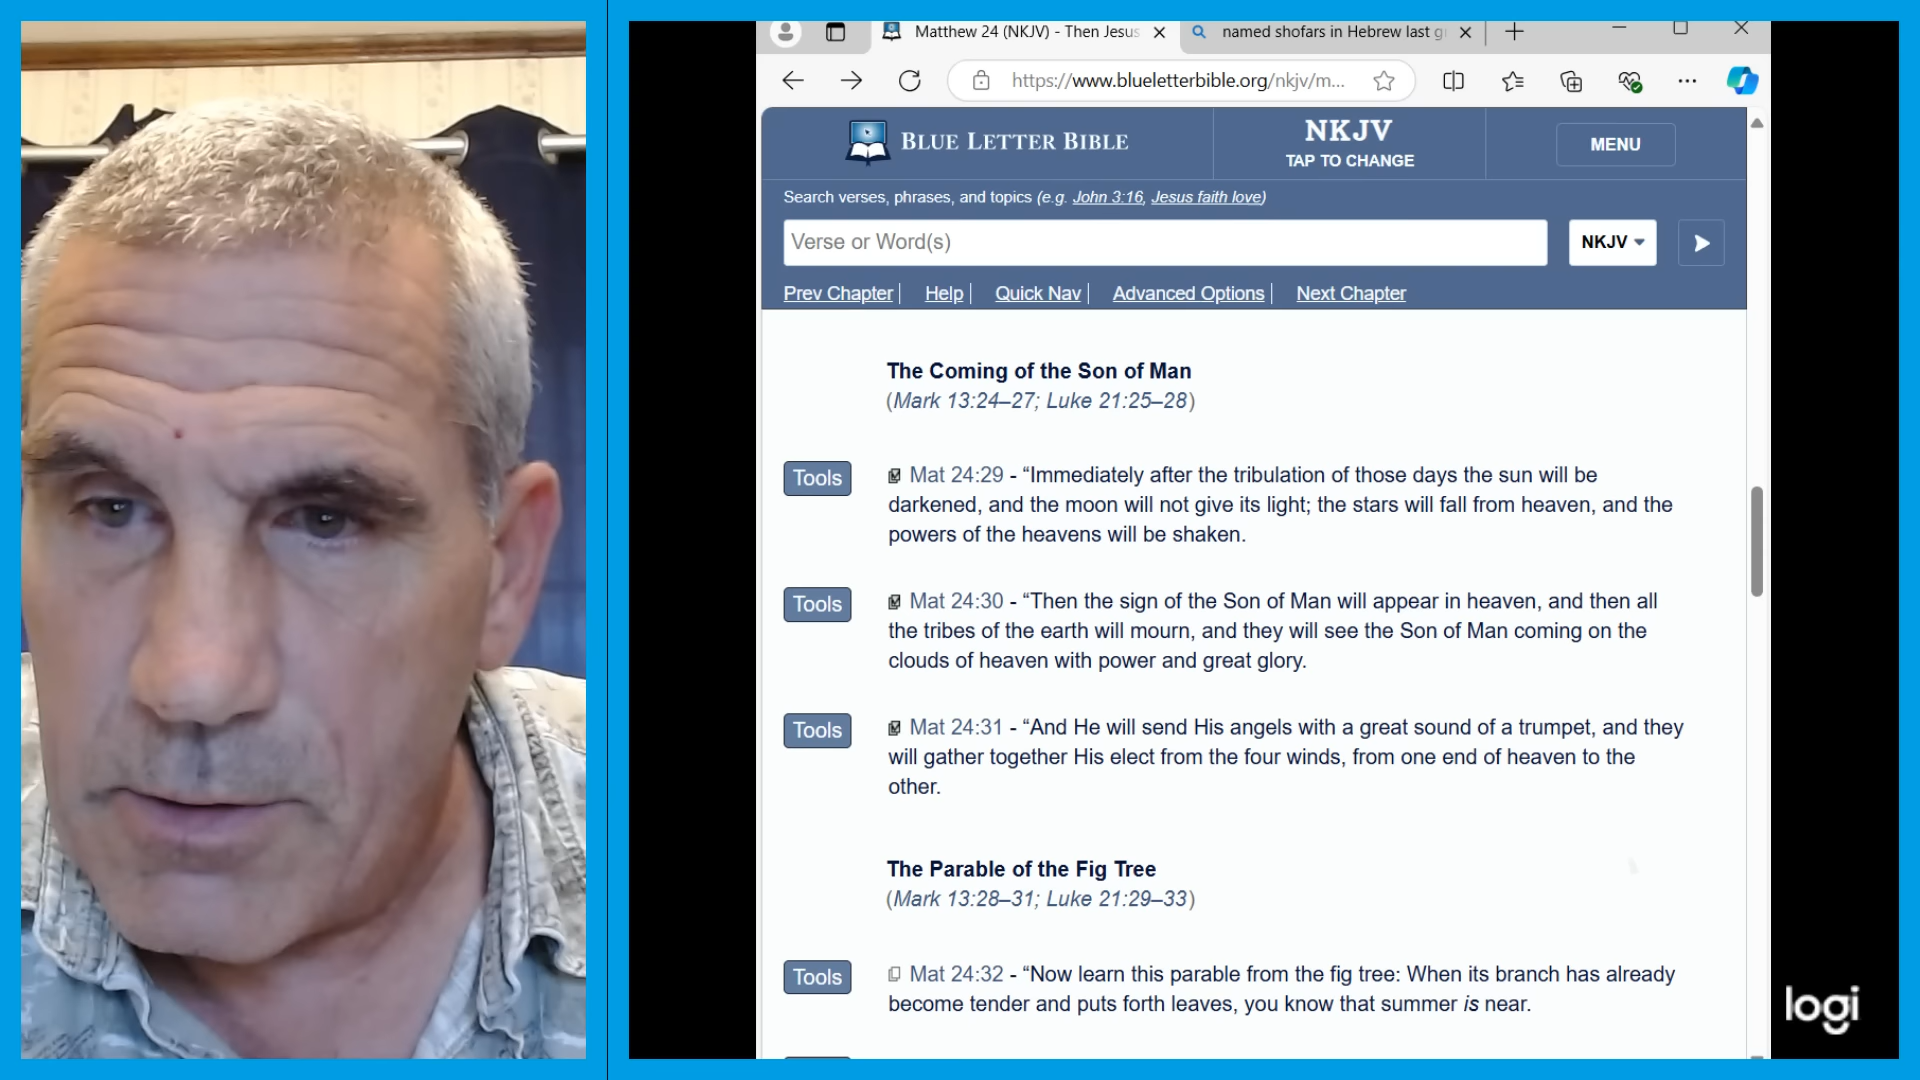 Matthew 24 (NKJV) - Then Jesus
named shofars in Hebrew last g
https://www.blueletterbible.org/nkjv/m...
BLUE LETTER BIBLE
NKJV
TAP TO CHANGE
MENU
Search verses, phrases, and topics (e.g. John 3:16, Jesus faith love)
Verse or Word(s)
NKJV
Prev Chapter | Help | Quick Nav | Advanced Options | Next Chapter
The Coming of the Son of Man
(Mark 13:24–27; Luke 21:25–28)
Tools
Mat 24:29 - “Immediately after the tribulation of those days the sun will be
darkened, and the moon will not give its light; the stars will fall from heaven, and the
powers of the heavens will be shaken.
Tools
Mat 24:30 - “Then the sign of the Son of Man will appear in heaven, and then all
the tribes of the earth will mourn, and they will see the Son of Man coming on the
clouds of heaven with power and great glory.
Tools
Mat 24:31 - “And He will send His angels with a great sound of a trumpet, and they
will gather together His elect from the four winds, from one end of heaven to the
other.
The Parable of the Fig Tree
(Mark 13:28–31; Luke 21:29–33)
Tools
Mat 24:32 - “Now learn this parable from the fig tree: When its branch has already
become tender and puts forth leaves, you know that summer is near.
logi